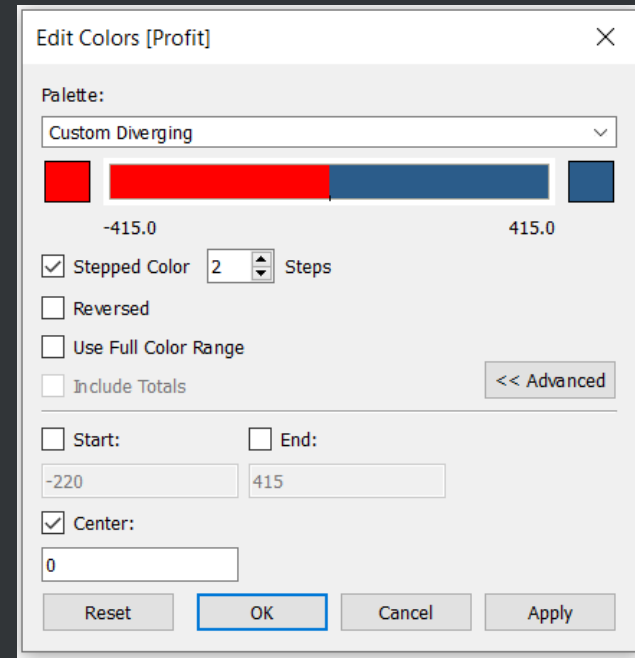 Edit Colors [Profit]
Palette:
Custom Diverging
-415.0 415.0
Stepped Color 2 Steps
Reversed
Use Full Color Range
Include Totals << Advanced
Start: End:
-220 415
Center:
0
Reset OK Cancel Apply